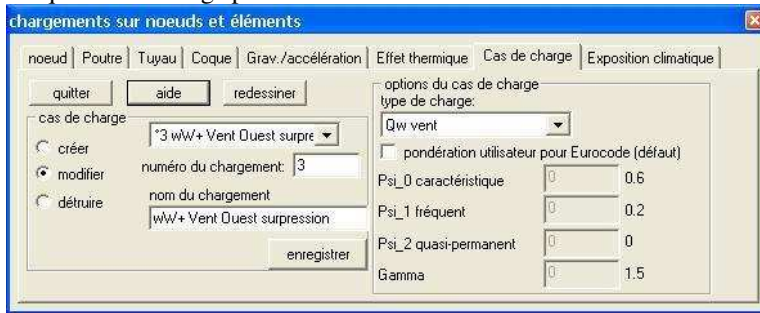 chargements sur noeuds et éléments
noeud Poutre Tuyau Coque Grav./accélération Effet thermique Cas de charge Exposition climatique
quitter aide redessiner
cas de charge
créer
modifier
détruire
°3 wW+ Vent Ouest surpre
numéro du chargement: 3
nom du chargement
wW+ Vent Ouest surpression
enregistrer
options du cas de charge
type de charge:
Qw vent
pondération utilisateur pour Eurocode (défaut)
Psi_0 caractéristique 0 0.6
Psi_1 fréquent 0 0.2
Psi_2 quasi-permanent 0 0
Gamma 0 1.5